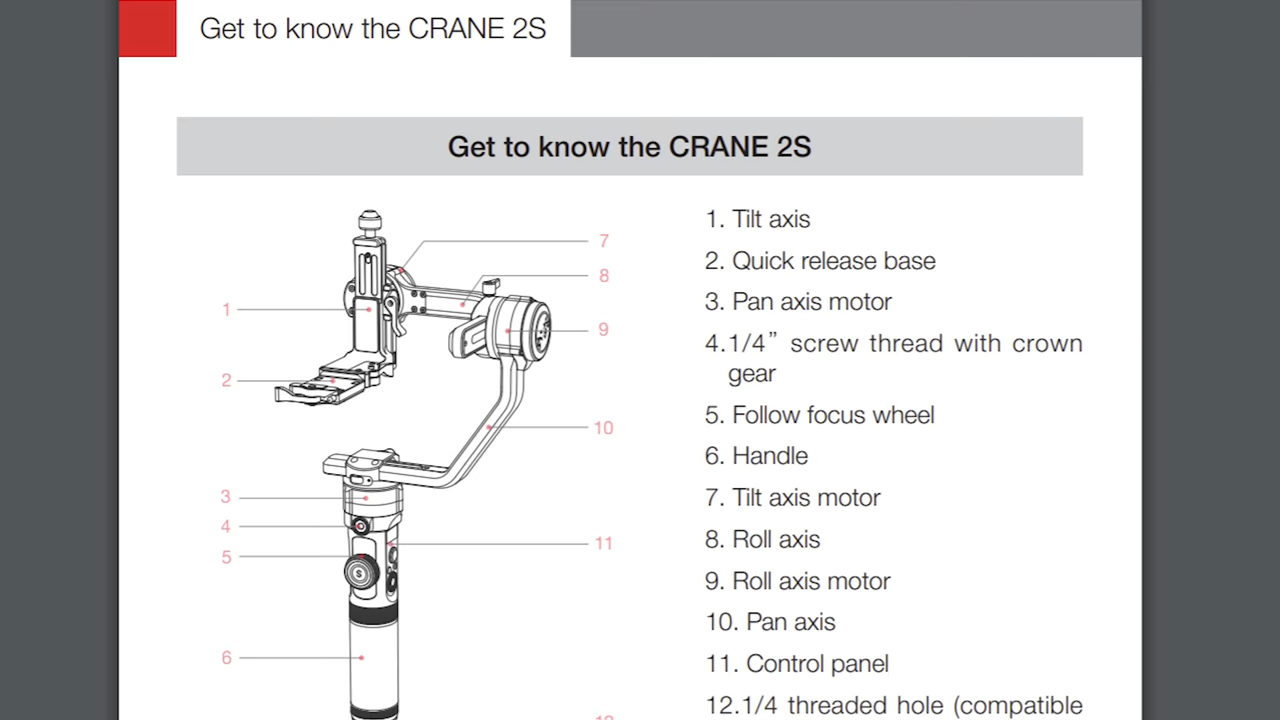 Get to know the CRANE 2S
Get to know the CRANE 2S
7
8
1
9
2
10
3
4
11
5
S
6
1. Tilt axis
2. Quick release base
3. Pan axis motor
4.1/4” screw thread with crown
gear
5. Follow focus wheel
6. Handle
7. Tilt axis motor
8. Roll axis
9. Roll axis motor
10. Pan axis
11. Control panel
12.1/4 threaded hole (compatible